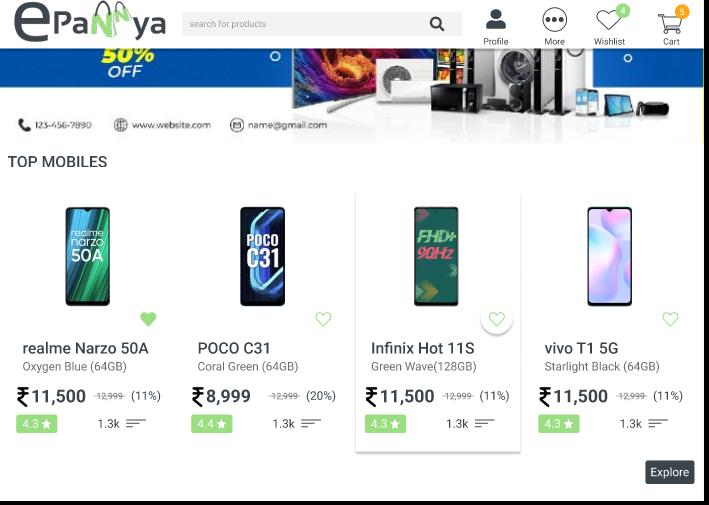 ePaNNya
search for products
Profile
More
Wishlist
4
Cart
5
50%
OFF
123-456-7890 www.website.com name@gmail.com
TOP MOBILES
realme
narzo
50A
POCO
C31
FHD+
90Hz
realme Narzo 50A
Oxygen Blue (64GB)
₹11,500 12,999 (11%)
4.3 ★ 1.3k
POCO C31
Coral Green (64GB)
₹8,999 12,999 (20%)
4.4 ★ 1.3k
Infinix Hot 11S
Green Wave(128GB)
₹11,500 12,999 (11%)
4.3 ★ 1.3k
vivo T1 5G
Starlight Black (64GB)
₹11,500 12,999 (11%)
4.3 ★ 1.3k
Explore